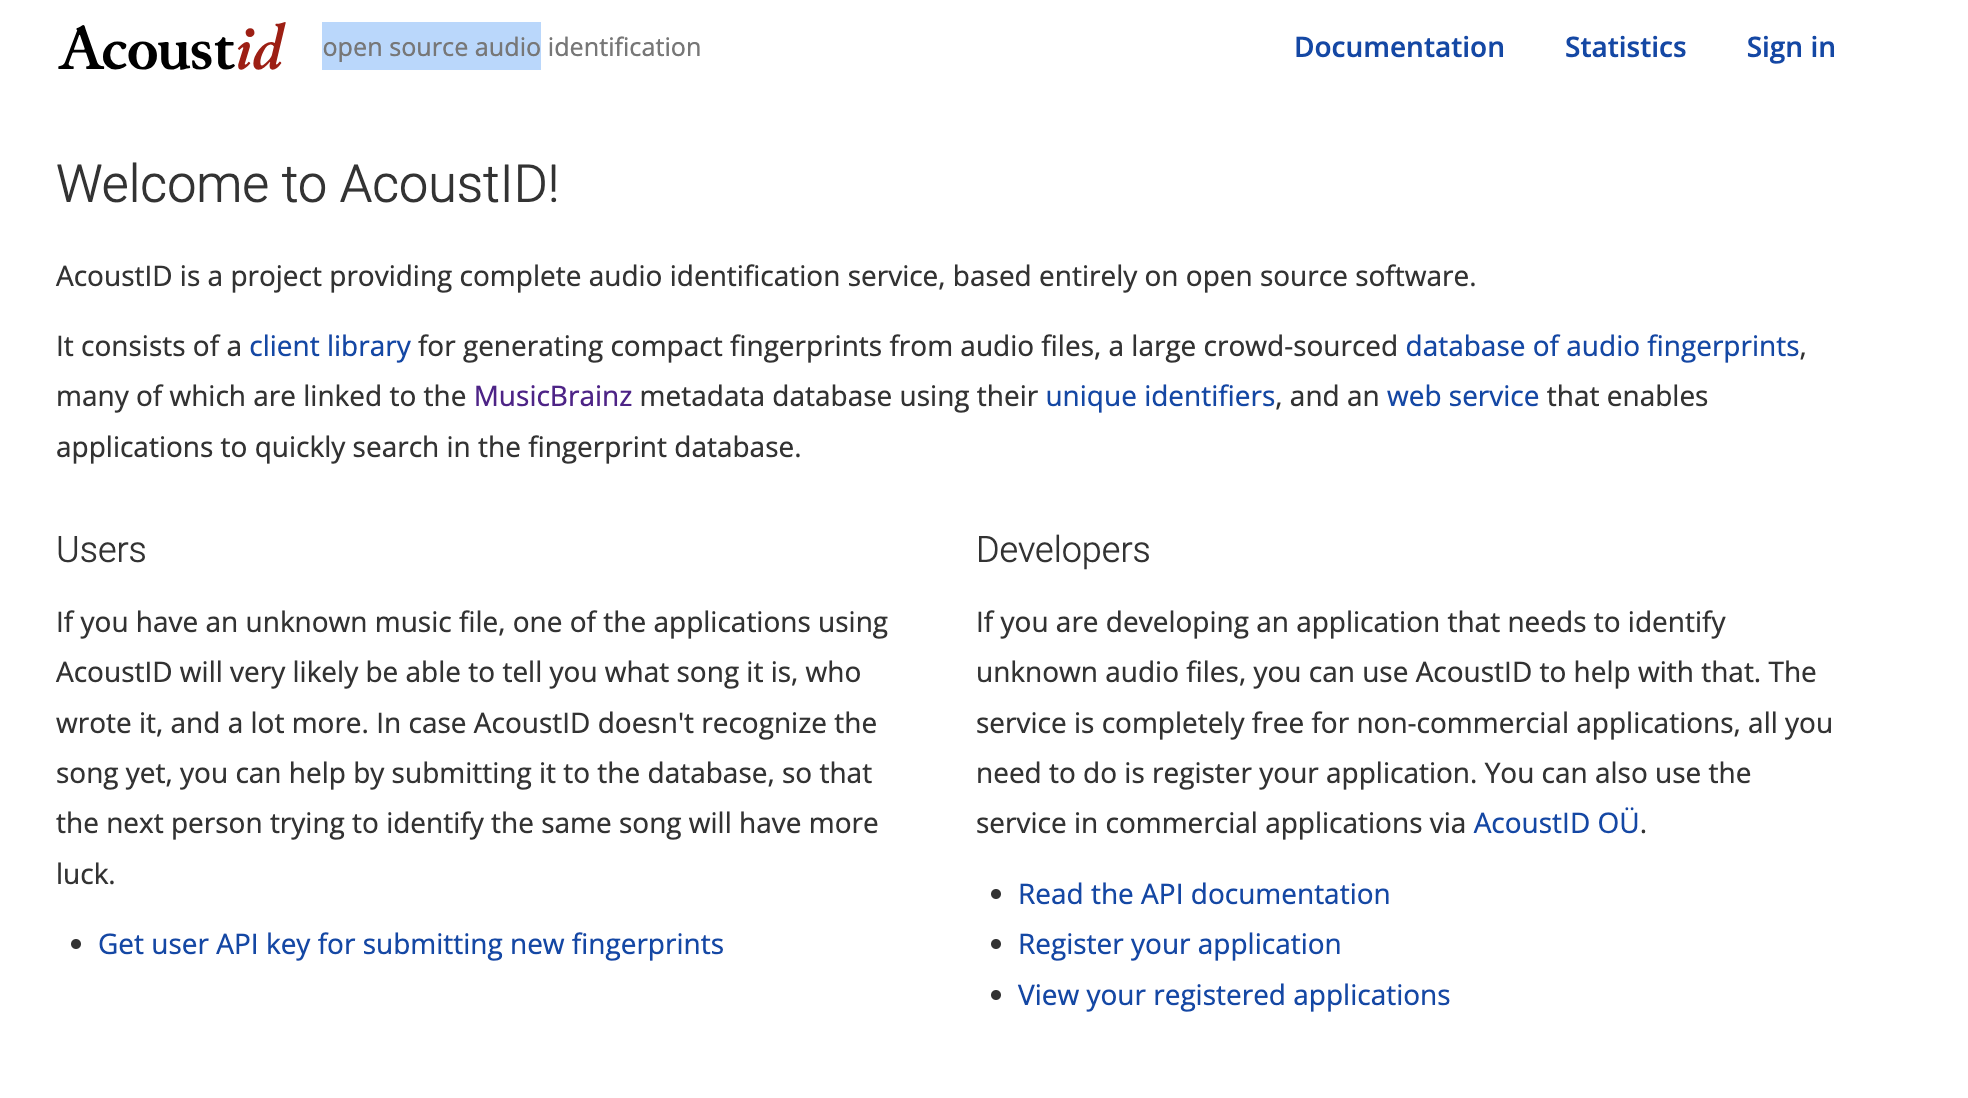 Acoustid open source audio identification Documentation Statistics Sign in
Welcome to AcoustID!
AcoustID is a project providing complete audio identification service, based entirely on open source software.
It consists of a client library for generating compact fingerprints from audio files, a large crowd-sourced database of audio fingerprints,
many of which are linked to the MusicBrainz metadata database using their unique identifiers, and an web service that enables
applications to quickly search in the fingerprint database.
Users
If you have an unknown music file, one of the applications using
AcoustID will very likely be able to tell you what song it is, who
wrote it, and a lot more. In case AcoustID doesn't recognize the
song yet, you can help by submitting it to the database, so that
the next person trying to identify the same song will have more
luck.
• Get user API key for submitting new fingerprints
Developers
If you are developing an application that needs to identify
unknown audio files, you can use AcoustID to help with that. The
service is completely free for non-commercial applications, all you
need to do is register your application. You can also use the
service in commercial applications via AcoustID OÜ.
• Read the API documentation
• Register your application
• View your registered applications